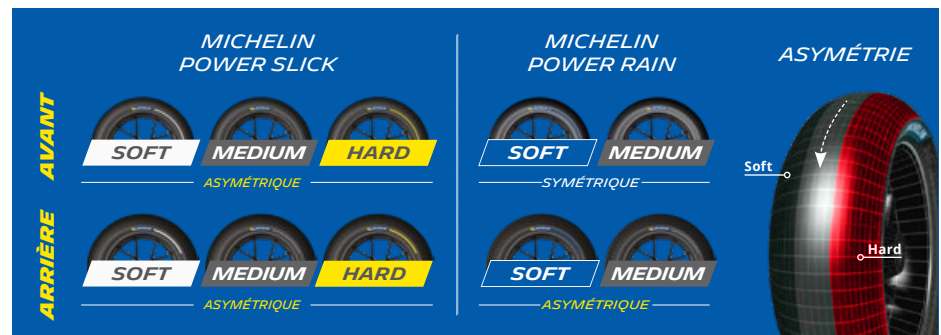 MICHELIN
POWER SLICK
MICHELIN
POWER RAIN
ASYMÉTRIE
AVANT
SOFT
MEDIUM
HARD
ASYMÉTRIQUE
SOFT
MEDIUM
SYMÉTRIQUE
ARRIÈRE
SOFT
MEDIUM
HARD
ASYMÉTRIQUE
SOFT
MEDIUM
ASYMÉTRIQUE
Soft
Hard